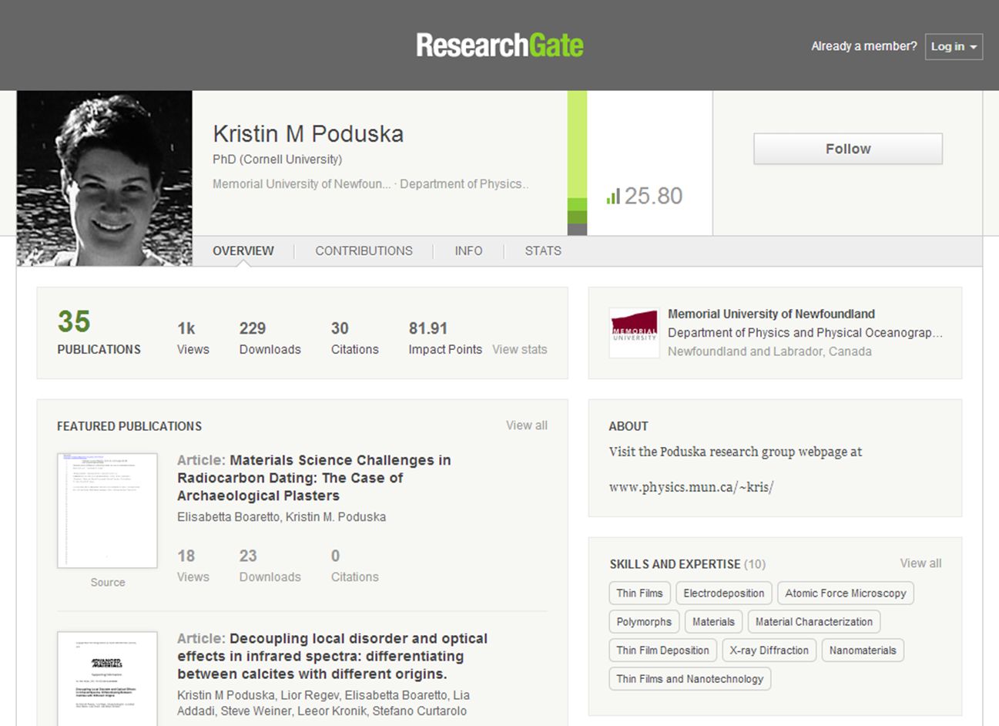 ResearchGate
Already a member?
Log in
Kristin M Poduska
PhD (Cornell University)
Memorial University of Newfoun... · Department of Physics..
25.80
Follow
OVERVIEW
CONTRIBUTIONS
INFO
STATS
35
PUBLICATIONS
1k
Views
229
Downloads
30
Citations
81.91
Impact Points
View stats
MEMORIAL
UNIVERSITY
Memorial University of Newfoundland
Department of Physics and Physical Oceanograp...
Newfoundland and Labrador, Canada
FEATURED PUBLICATIONS
View all
Article: Materials Science Challenges in
Radiocarbon Dating: The Case of
Archaeological Plasters
Elisabetta Boaretto, Kristin M. Poduska
18
Views
23
Downloads
0
Citations
Source
ADVANCED
MATERIALS
Supporting Information
Article: Decoupling local disorder and optical
effects in infrared spectra: differentiating
between calcites with different origins.
Kristin M Poduska, Lior Regev, Elisabetta Boaretto, Lia
Addadi, Steve Weiner, Leeor Kronik, Stefano Curtarolo
ABOUT
Visit the Poduska research group webpage at
www.physics.mun.ca/~kris/
SKILLS AND EXPERTISE (10)
View all
Thin Films
Electrodeposition
Atomic Force Microscopy
Polymorphs
Materials
Material Characterization
Thin Film Deposition
X-ray Diffraction
Nanomaterials
Thin Films and Nanotechnology